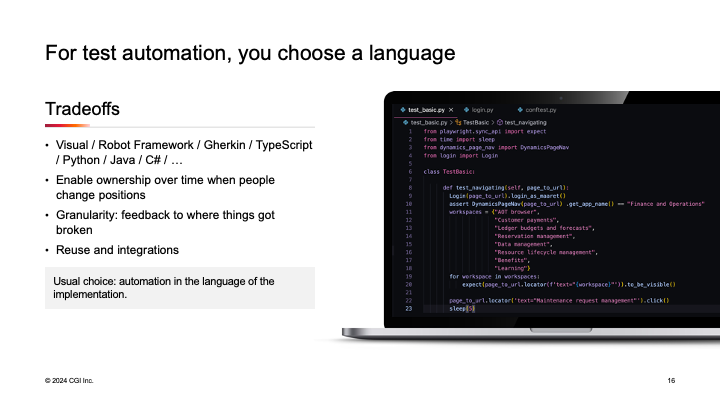 For test automation, you choose a language
Tradeoffs
• Visual / Robot Framework / Gherkin / TypeScript
/ Python / Java / C# / …
• Enable ownership over time when people
change positions
• Granularity: feedback to where things got
broken
• Reuse and integrations
Usual choice: automation in the language of the
implementation.
test_basic.py × login.py conftest.py
test_basic.py > TestBasic > test_navigating
1 from playwright.sync_api import expect
2 from time import sleep
3 from dynamics_page_nav import DynamicsPageNav
4 from login import Login
5
6 class TestBasic:
7
8 def test_navigating(self, page_to_url):
9 Login(page_to_url).login_as_maaret()
10 assert DynamicsPageNav(page_to_url) .get_app_name() == "Finance and Operations"
11 workspaces = {"AOT browser",
12 "Customer payments",
13 "Ledger budgets and forecasts",
14 "Reservation management",
15 "Data management",
16 "Resource lifecycle management",
17 "Benefits",
18 "Learning"}
19 for workspace in workspaces:
20 expect(page_to_url.locator(f'text="{workspace}"')).to_be_visible()
21
22 page_to_url.locator('text="Maintenance request management"').click()
23 sleep(5)
© 2024 CGI Inc.
16